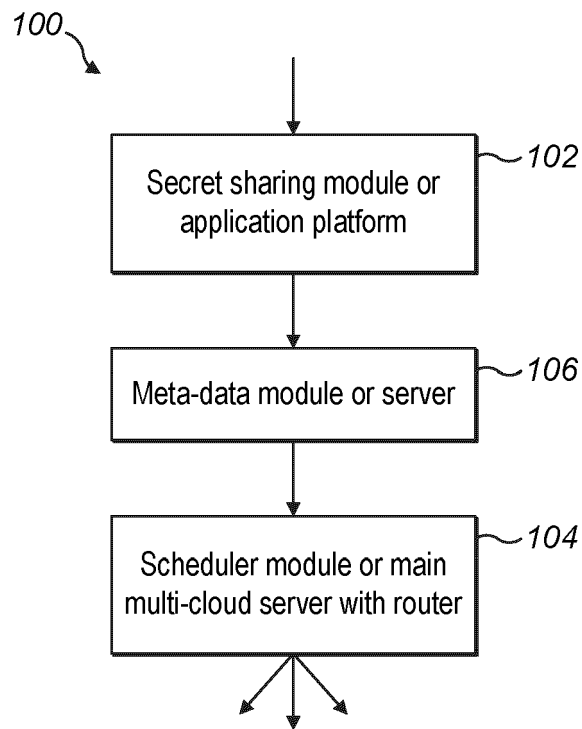 100
102
Secret sharing module or
application platform
106
Meta-data module or server
104
Scheduler module or main
multi-cloud server with router